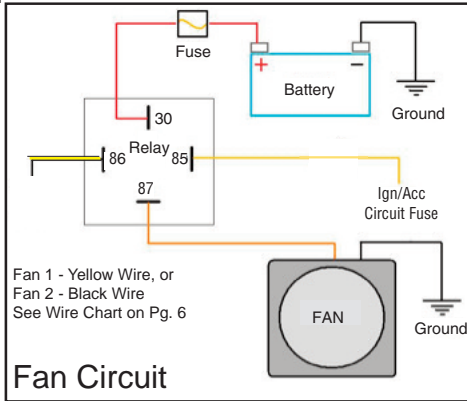 Fuse
+
−
Battery
Ground
30
Relay
86
85
87
Ign/Acc
Circuit Fuse
Fan 1 - Yellow Wire, or
Fan 2 - Black Wire
See Wire Chart on Pg. 6
FAN
Ground
Fan Circuit